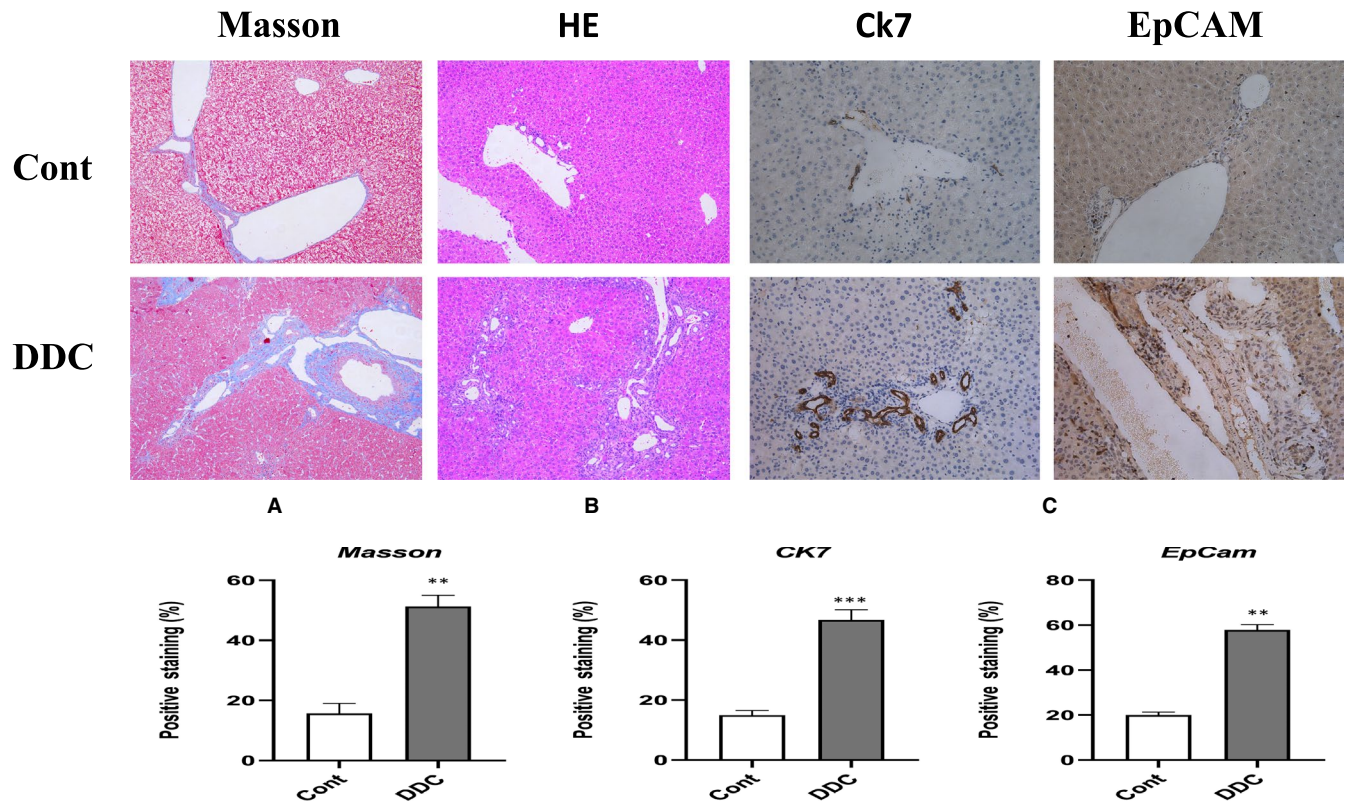 Masson HE Ck7 EpCAM
Cont
DDC
A B C
Masson
Positive staining (%)
60
40
20
0
**
Cont DDC
CK7
Positive staining (%)
60
40
20
0
***
Cont DDC
EpCam
Positive staining (%)
80
60
40
20
0
**
Cont DDC